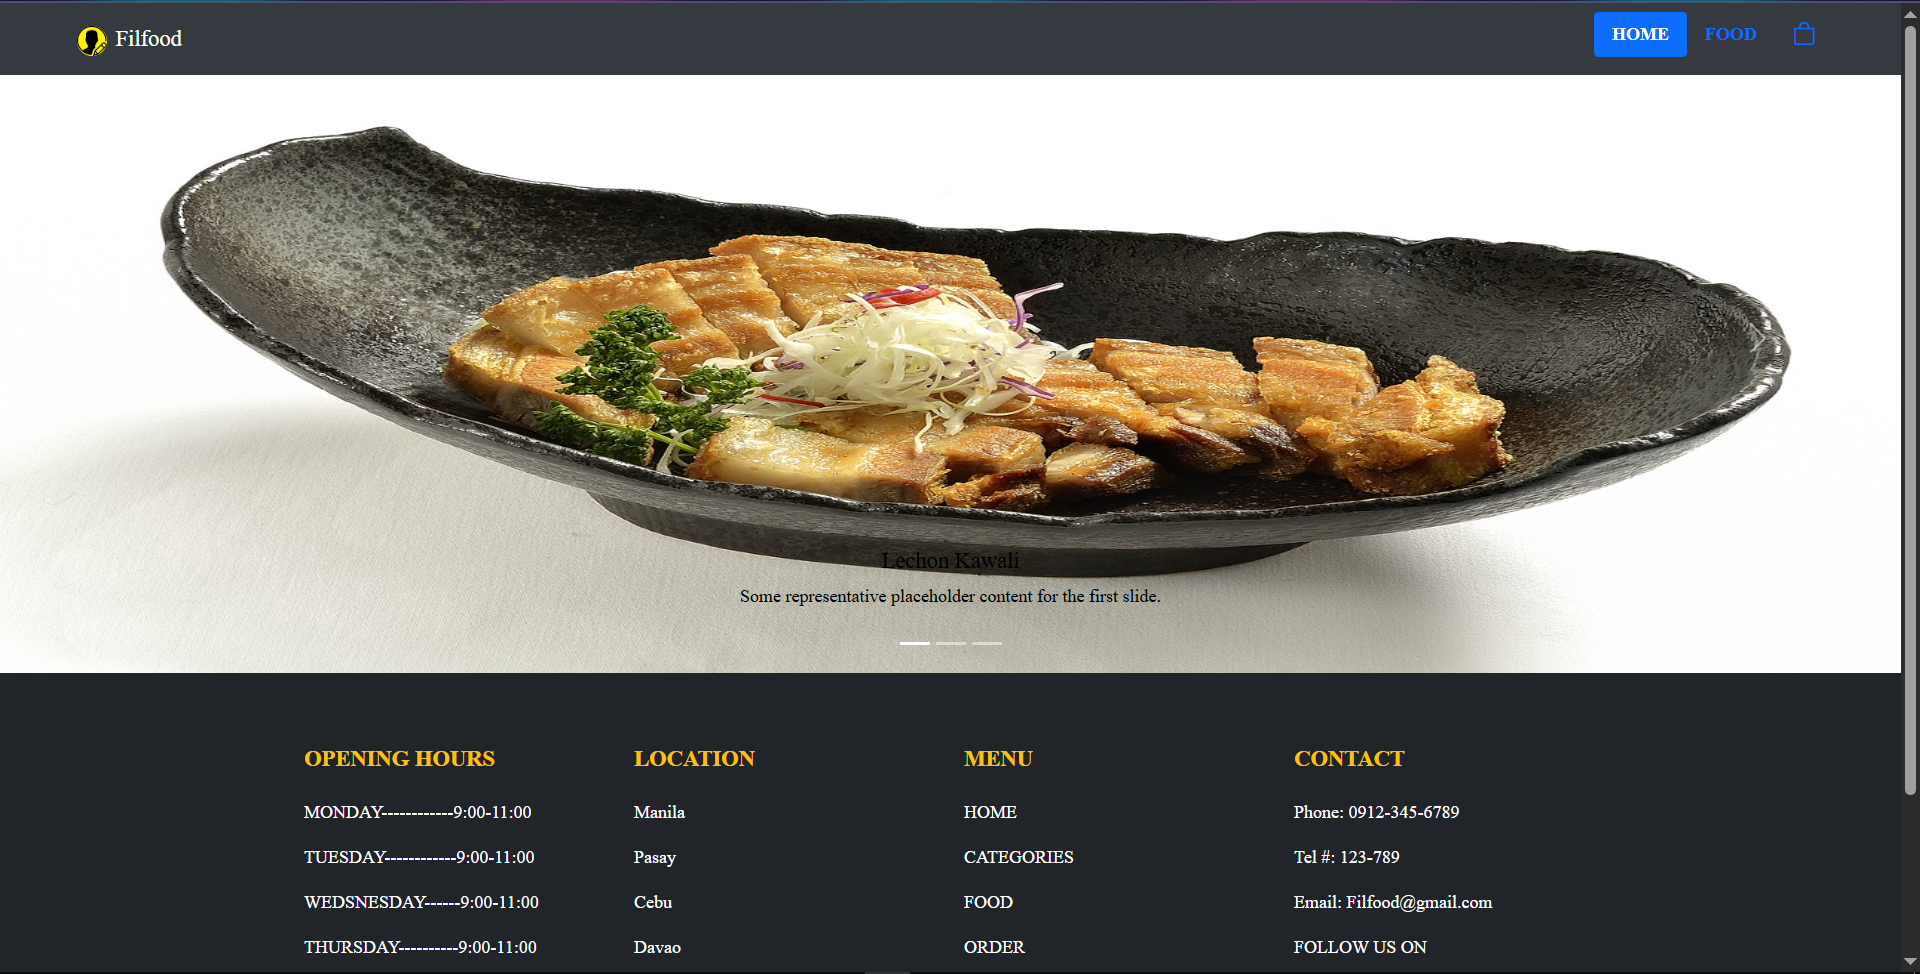 Filfood
HOME FOOD
Lechon Kawali
Some representative placeholder content for the first slide.
OPENING HOURS
MONDAY------------9:00-11:00
TUESDAY------------9:00-11:00
WEDSNESDAY------9:00-11:00
THURSDAY----------9:00-11:00
LOCATION
Manila
Pasay
Cebu
Davao
MENU
HOME
CATEGORIES
FOOD
ORDER
CONTACT
Phone: 0912-345-6789
Tel #: 123-789
Email: Filfood@gmail.com
FOLLOW US ON